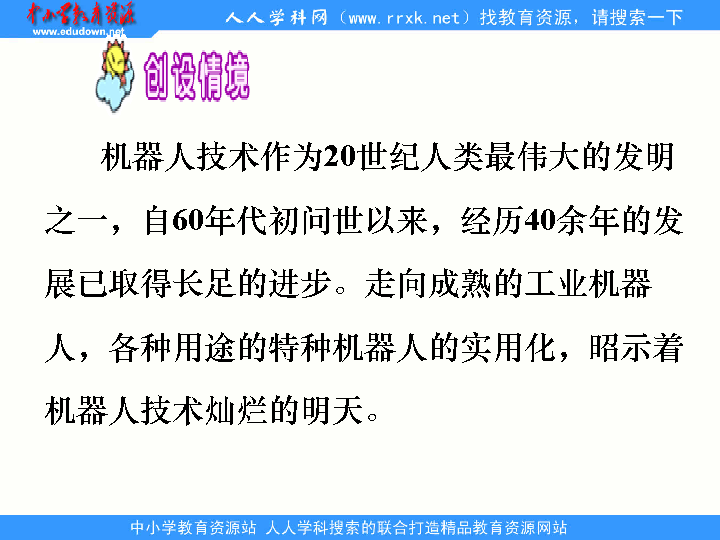 中小学教育资源
www.edudown.net
人人学科网（www.rrxk.net）找教育资源，请搜索一下
创设情境
机器人技术作为20世纪人类最伟大的发明
之一，自60年代初问世以来，经历40余年的发
展已取得长足的进步。走向成熟的工业机器
人，各种用途的特种机器人的实用化，昭示着
机器人技术灿烂的明天。
中小学教育资源站 人人学科搜索的联合打造精品教育资源网站